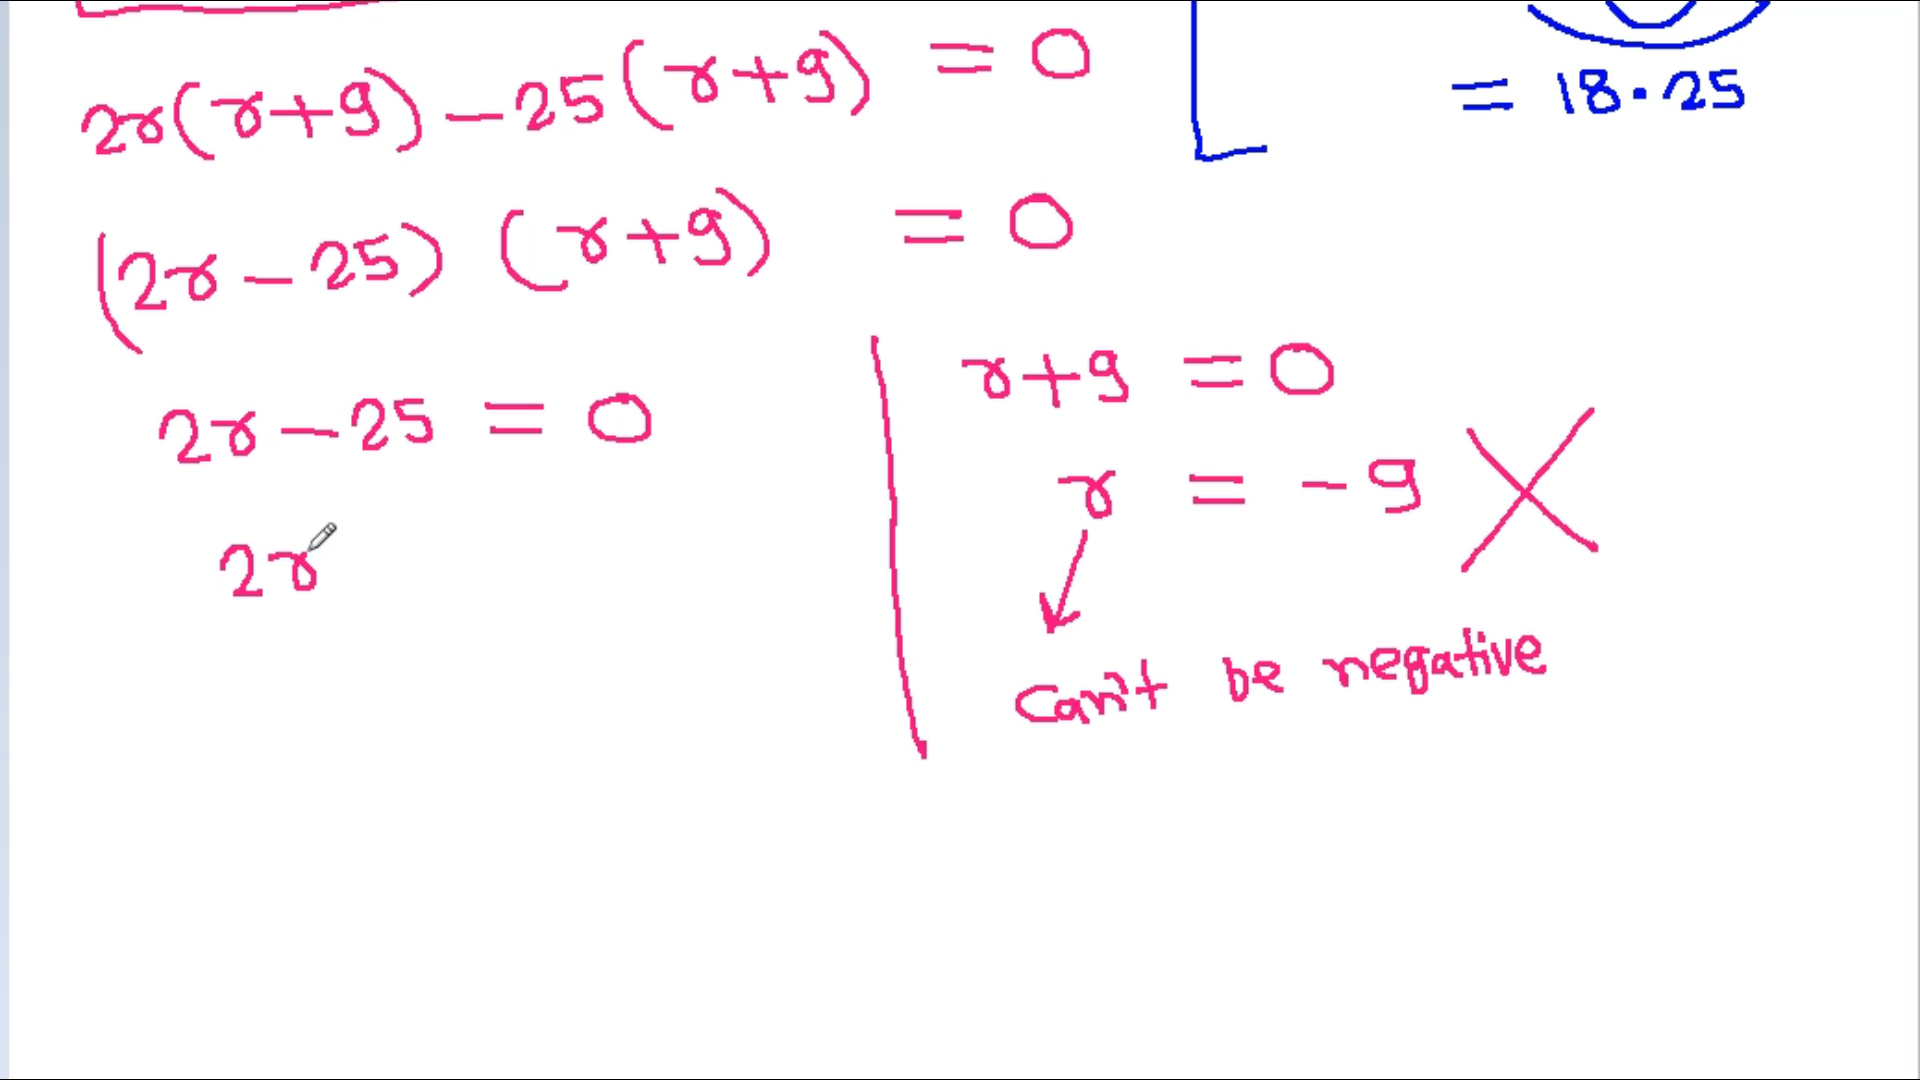 2r(r+9)-25(r+9) = 0
= 18·25
(2r-25) (r+9) = 0
2r-25 = 0
2r
r+9 = 0
r = -9
Can't be negative